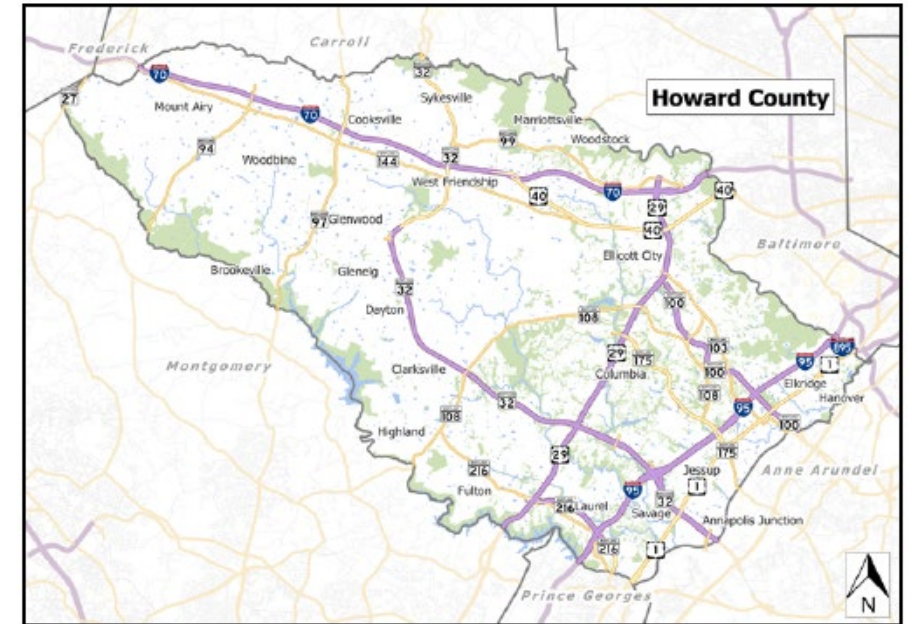 Frederick
Carroll
70
32
27
Howard County
Mount Airy
Sykesville
70
Cooksville
Marriottsville
94
99
Woodstock
Woodbine
144
32
West Friendship
40
70
40
29
97
Glenwood
40
Baltimore
Ellicott City
Brookeville
Glenelg
32
100
Dayton
108
103
895
29
175
95
1
Montgomery
Clarksville
Columbia
100
Elkridge
108
Hanover
32
95
108
100
Highland
29
175
216
Jessup
Anne Arundel
Fulton
95
1
32
216
Laurel
Savage
Annapolis Junction
216
1
Prince Georges
N